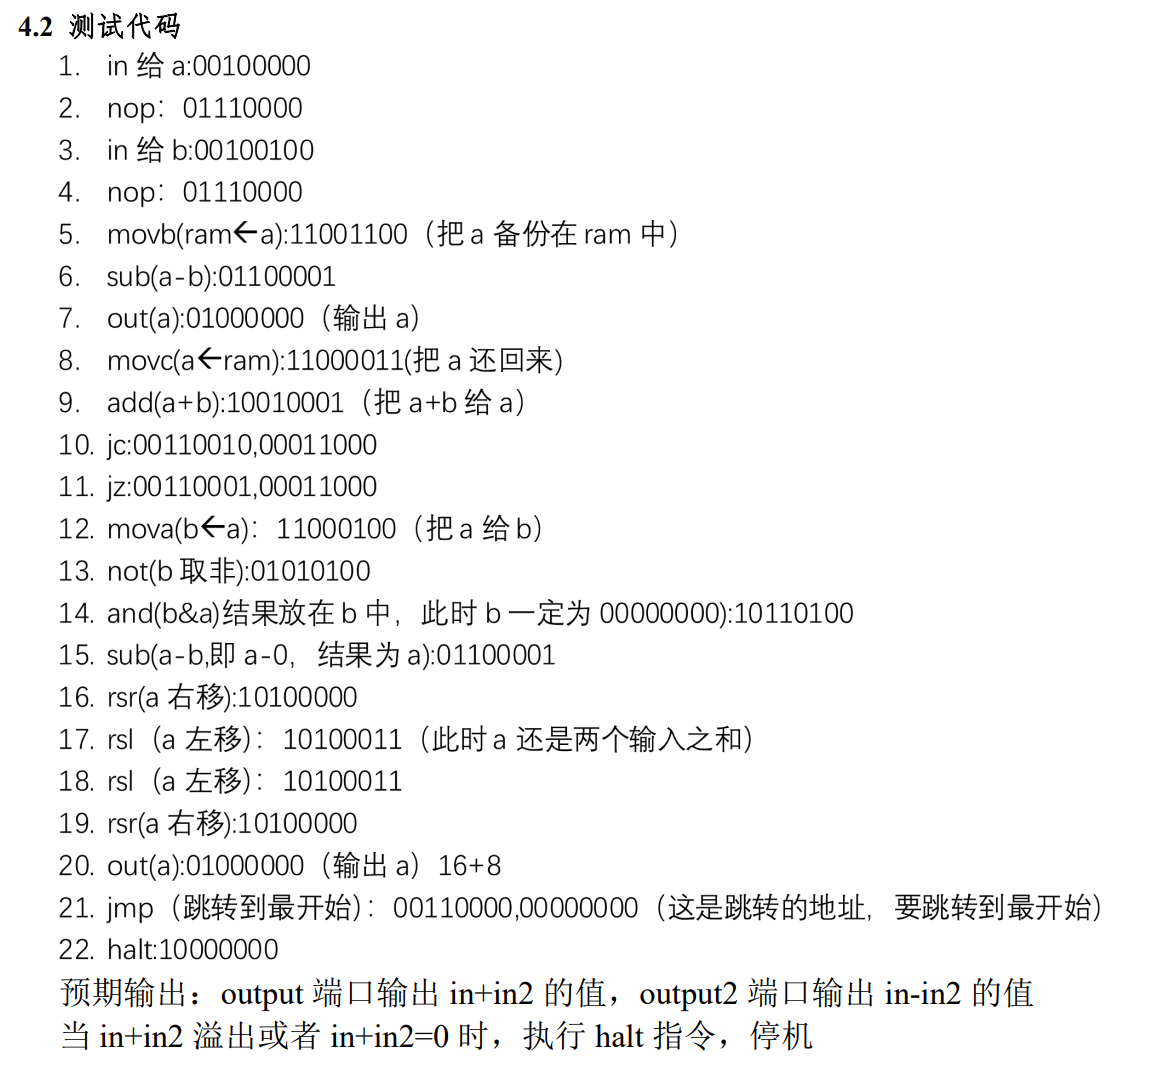 4.2 测试代码
1. in 给 a:00100000
2. nop：01110000
3. in 给 b:00100100
4. nop：01110000
5. movb(ram←a):11001100（把 a 备份在 ram 中）
6. sub(a-b):01100001
7. out(a):01000000（输出 a）
8. movc(a←ram):11000011(把 a 还回来)
9. add(a+b):10010001（把 a+b 给 a）
10. jc:00110010,00011000
11. jz:00110001,00011000
12. mova(b←a)：11000100（把 a 给 b）
13. not(b 取非):01010100
14. and(b&a)结果放在 b 中，此时 b 一定为 00000000):10110100
15. sub(a-b,即 a-0，结果为 a):01100001
16. rsr(a 右移):10100000
17. rsl（a 左移）：10100011（此时 a 还是两个输入之和）
18. rsl（a 左移）：10100011
19. rsr(a 右移):10100000
20. out(a):01000000（输出 a）16+8
21. jmp（跳转到最开始）：00110000,00000000（这是跳转的地址，要跳转到最开始）
22. halt:10000000
预期输出：output 端口输出 in+in2 的值，output2 端口输出 in-in2 的值
当 in+in2 溢出或者 in+in2=0 时，执行 halt 指令，停机